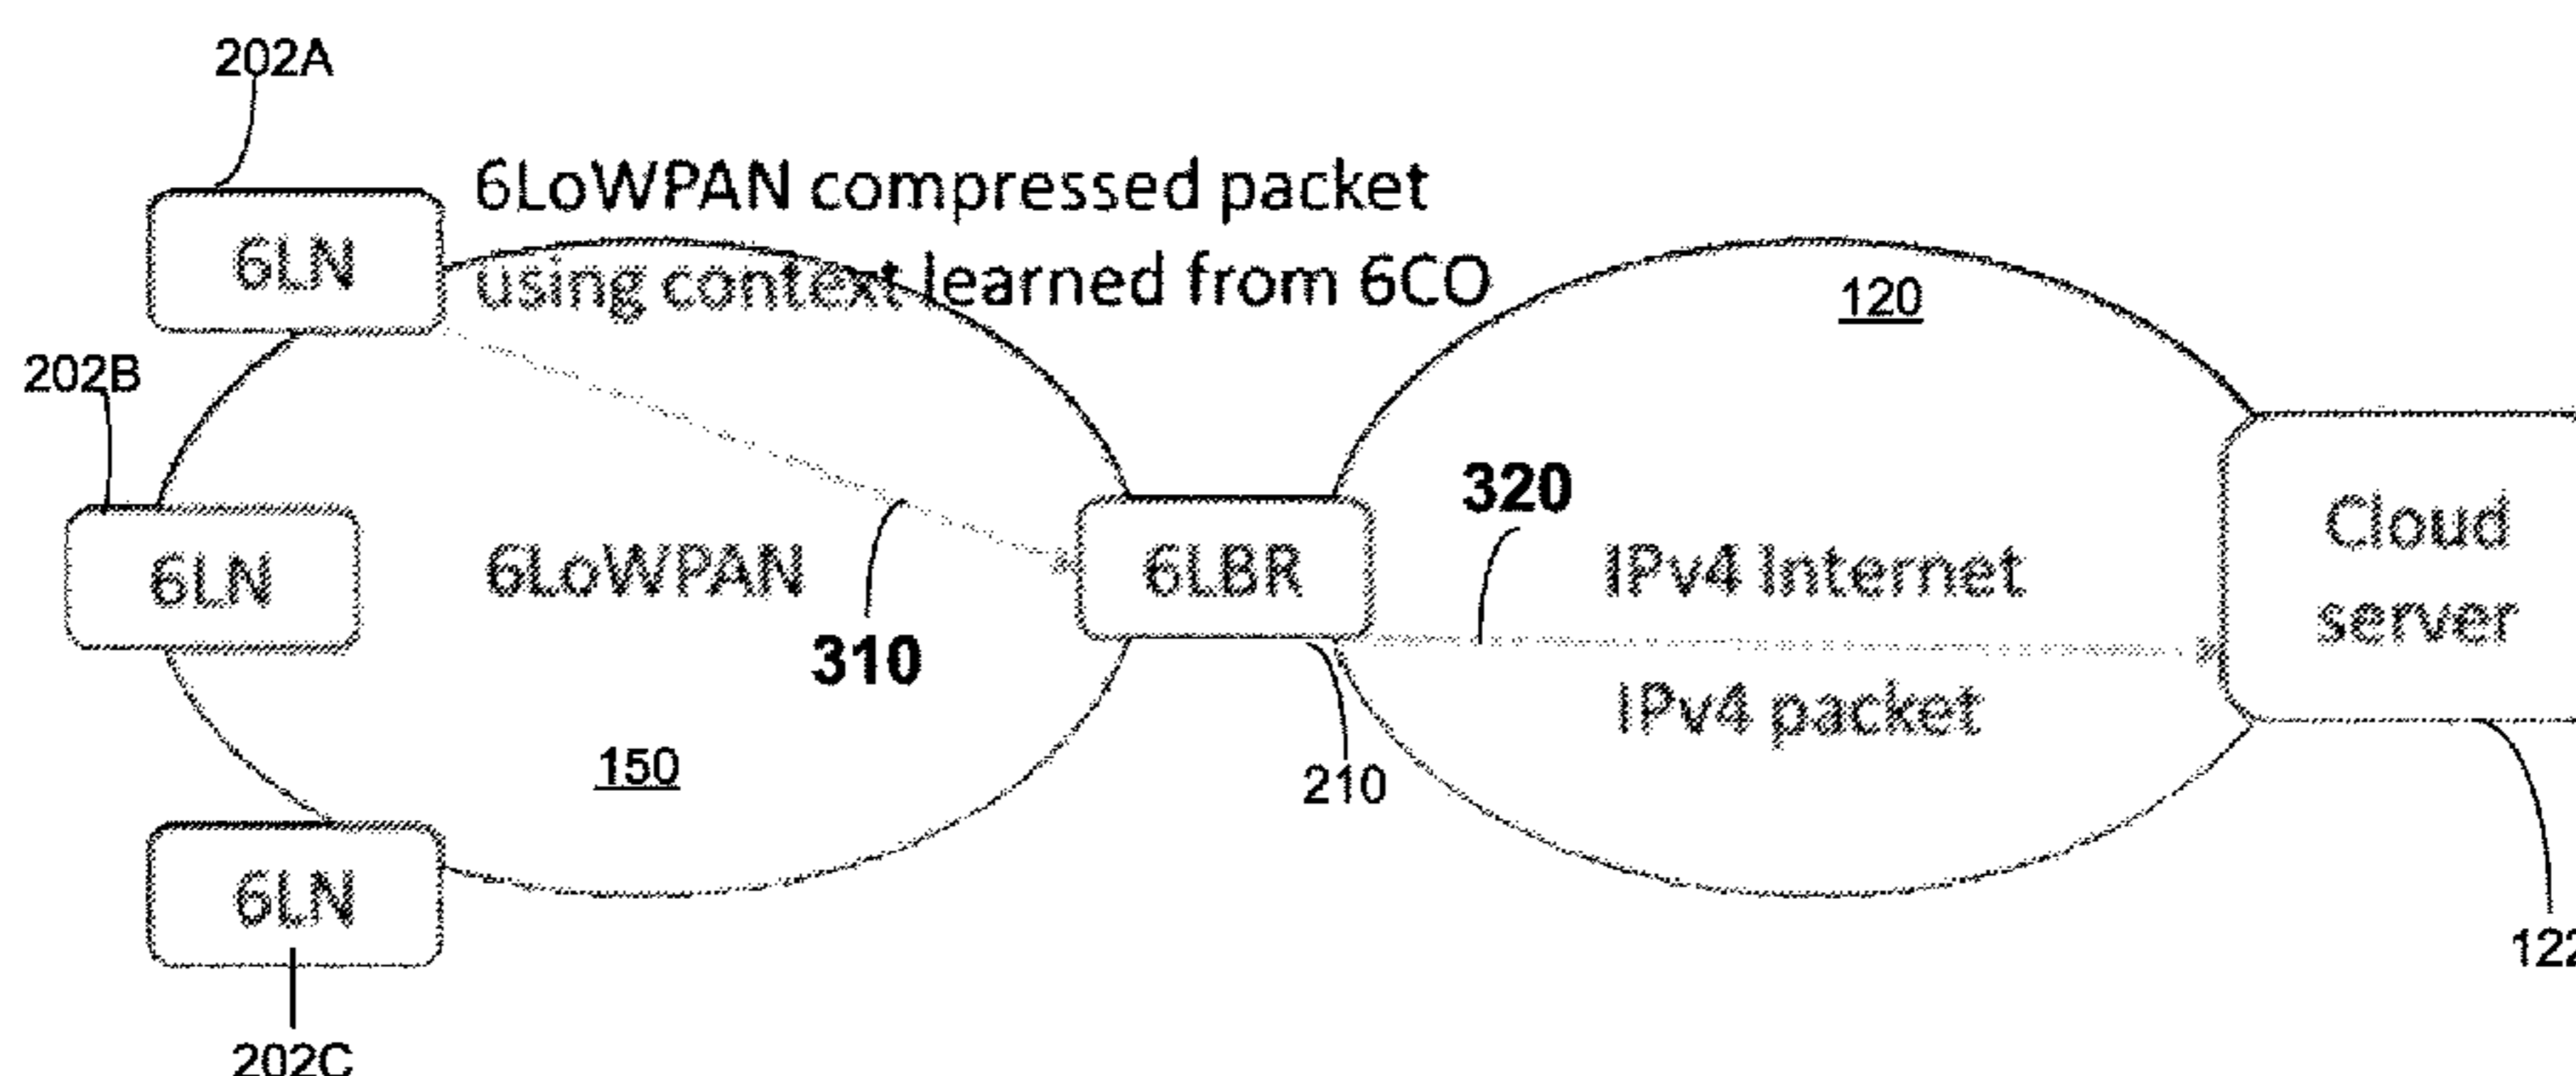 202A
6LN
6LoWPAN compressed packet
using context learned from 6CO
120
202B
6LN
6LoWPAN
310
6LBR
320
IPv4 Internet
Cloud
server
IPv4 packet
150
210
6LN
122
202C